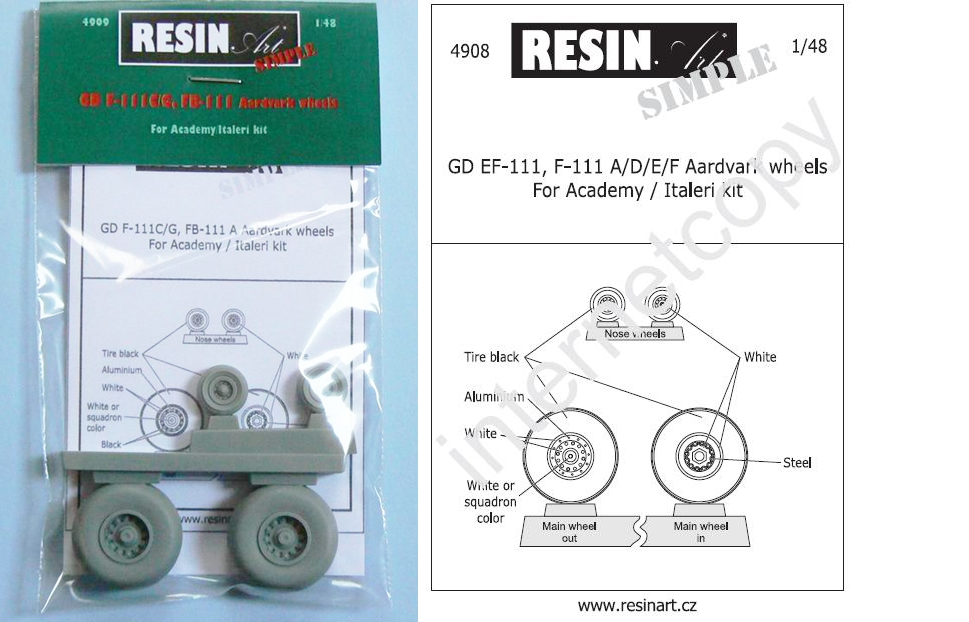 4909
RESIN Art
1/48
SIMPLE
GD F-111C/G, FB-111 Aardvark wheels
For Academy/Italeri kit
SIMPLE
GD F-111C/G, FB-111 A Aardvark wheels
For Academy / Italeri kit
Nose wheels
Tire black
White
Aluminium
White
White or
squadron
color
Black
www.resinar
4908
RESIN Art
1/48
SIMPLE
GD EF-111, F-111 A/D/E/F Aardvark wheels
For Academy / Italeri kit
internetcopy
Nose wheels
Tire black
White
Aluminium
White
Steel
White or
squadron
color
Main wheel
out
Main wheel
in
www.resinart.cz